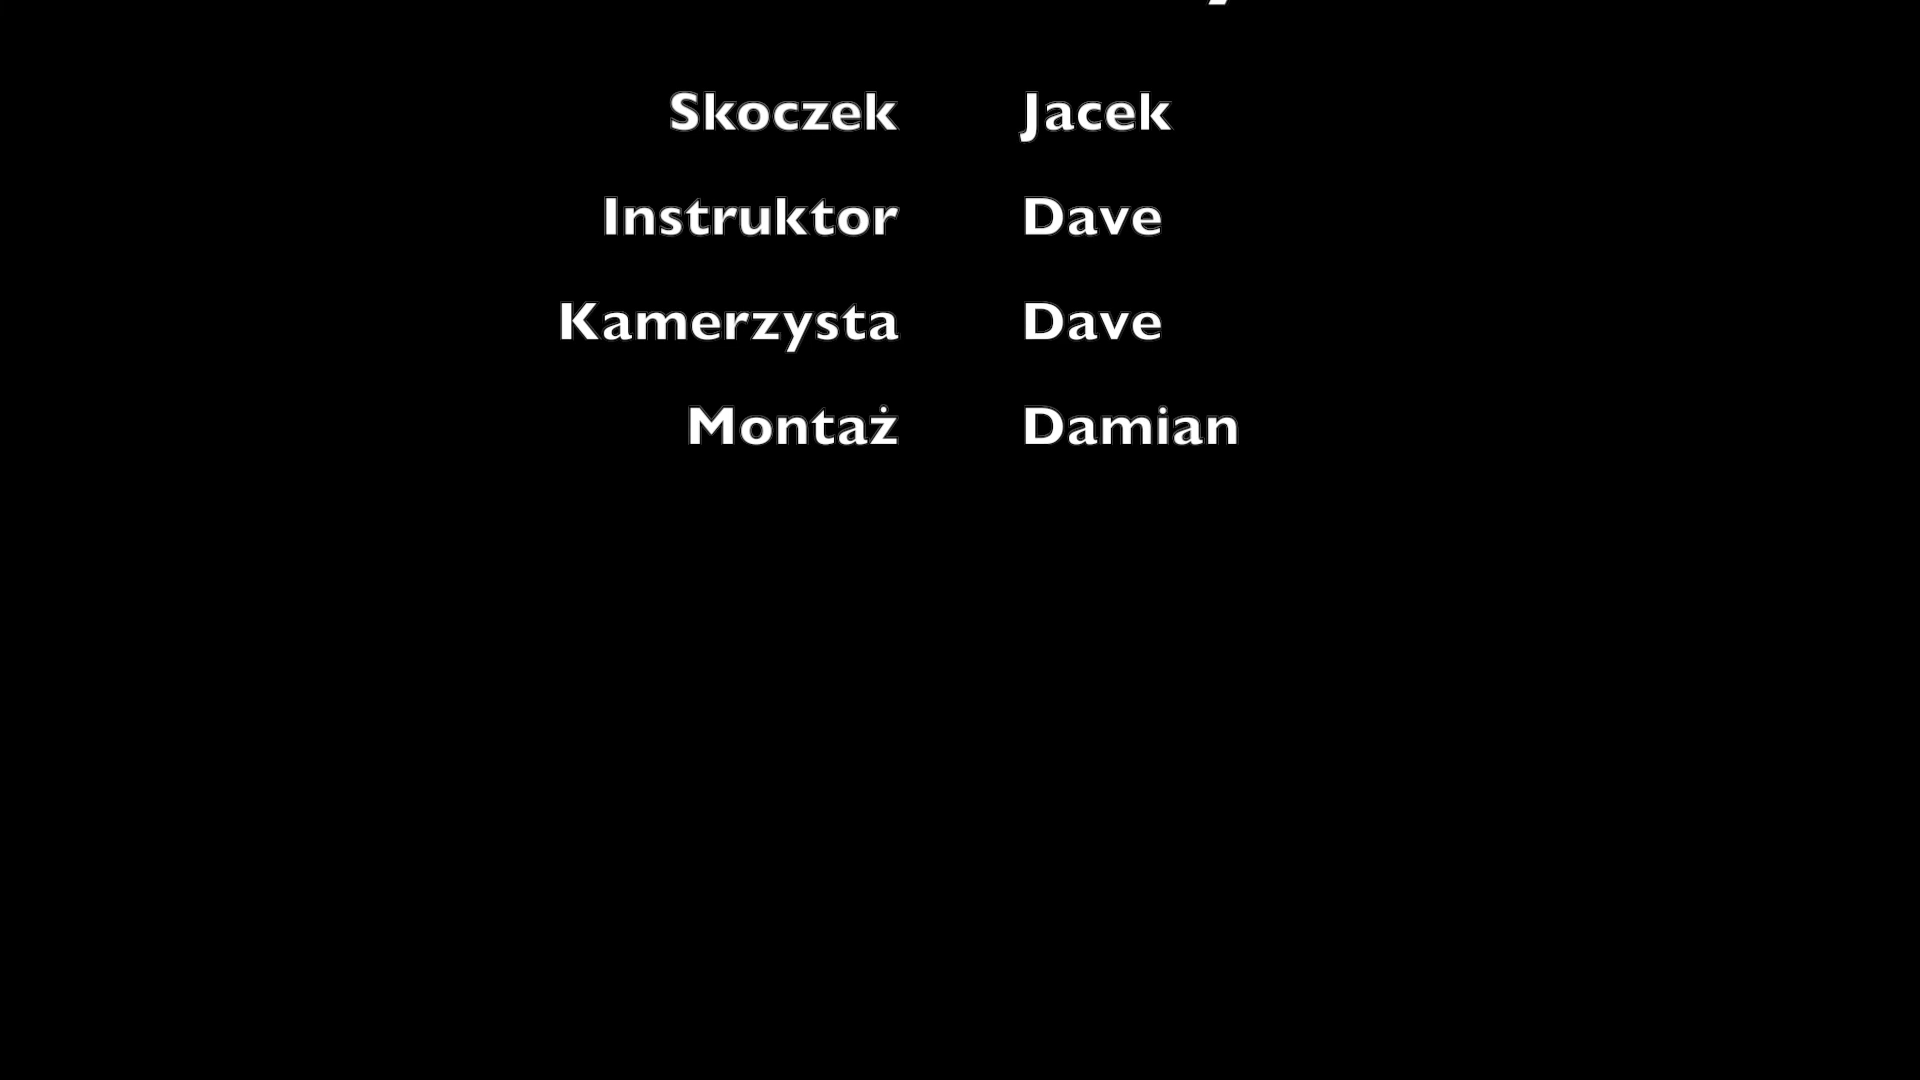 Skoczek Jacek
Instruktor Dave
Kamerzysta Dave
Montaż Damian